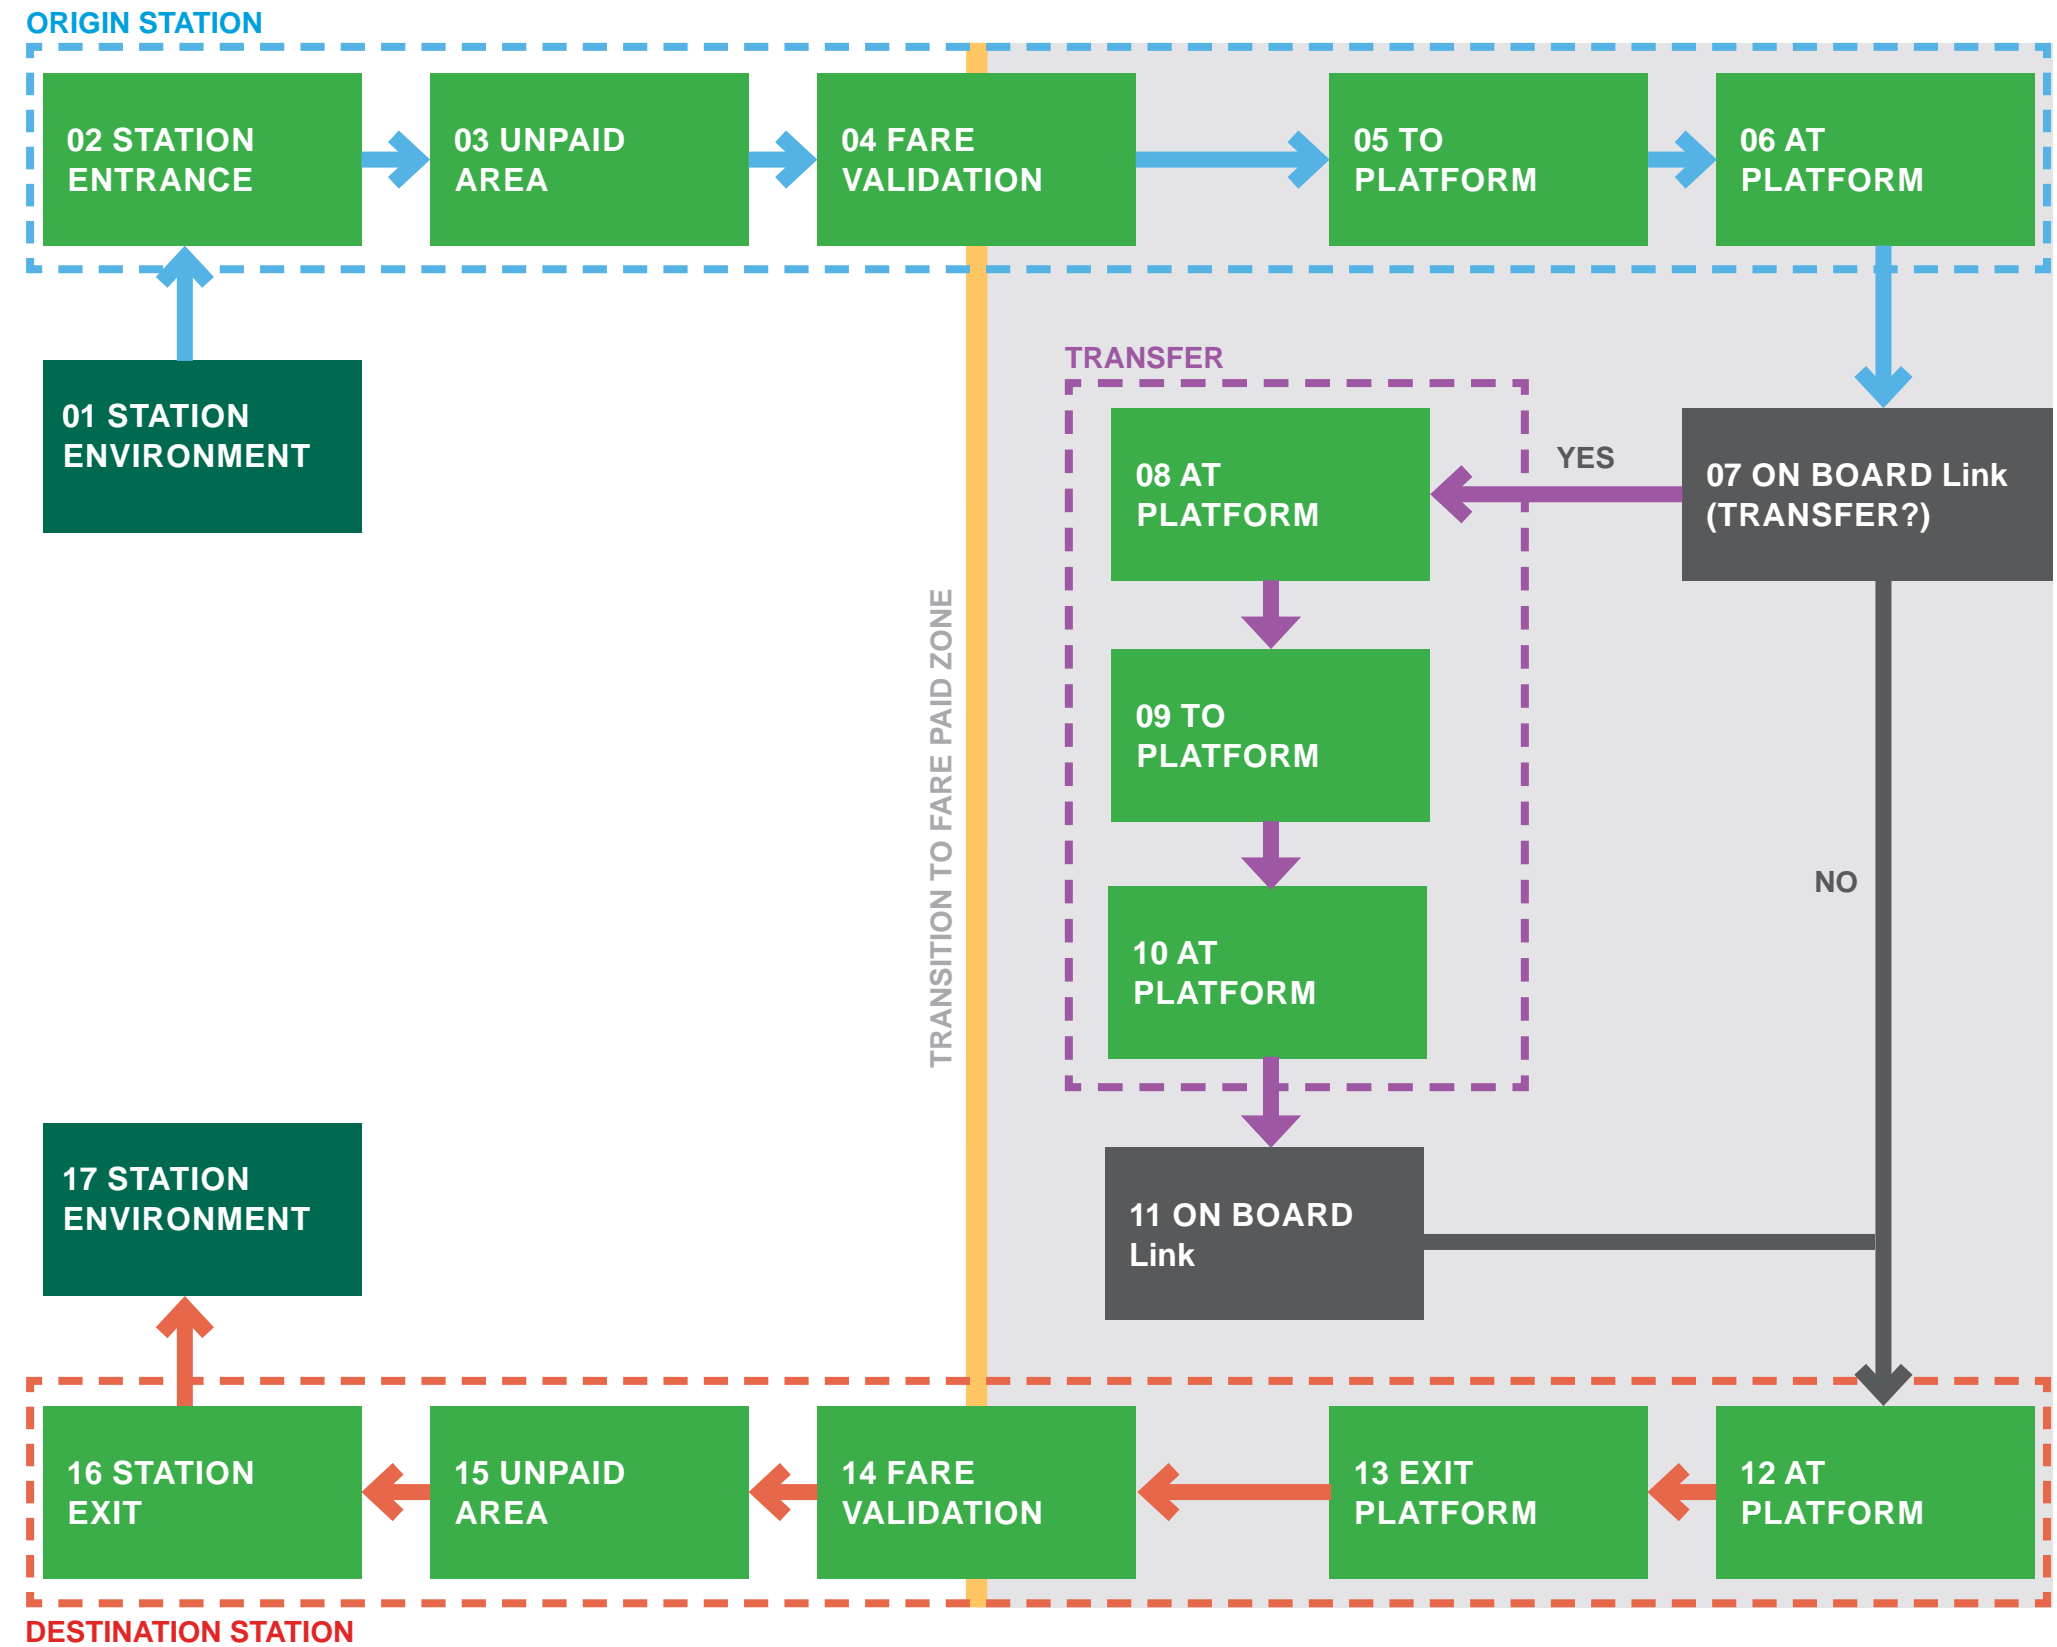 ORIGIN STATION
02 STATION
ENTRANCE
03 UNPAID
AREA
04 FARE
VALIDATION
05 TO
PLATFORM
06 AT
PLATFORM
01 STATION
ENVIRONMENT
TRANSFER
08 AT
PLATFORM
YES
07 ON BOARD Link
(TRANSFER?)
TRANSITION TO FARE PAID ZONE
09 TO
PLATFORM
NO
10 AT
PLATFORM
17 STATION
ENVIRONMENT
11 ON BOARD
Link
16 STATION
EXIT
15 UNPAID
AREA
14 FARE
VALIDATION
13 EXIT
PLATFORM
12 AT
PLATFORM
DESTINATION STATION